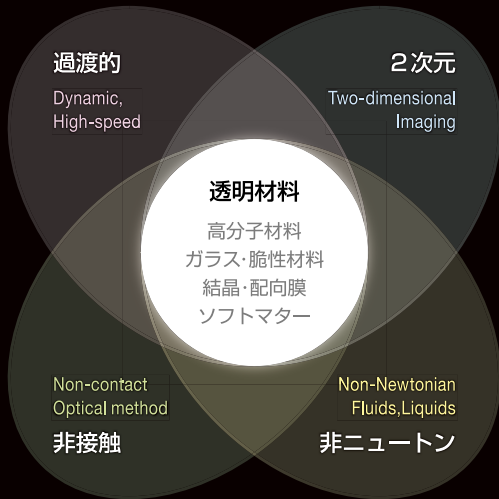 過渡的
Dynamic,
High-speed
2次元
Two-dimensional
Imaging
透明材料
高分子材料
ガラス・脆性材料
結晶・配向膜
ソフトマター
Non-contact
Optical method
非接触
Non-Newtonian
Fluids,Liquids
非ニュートン